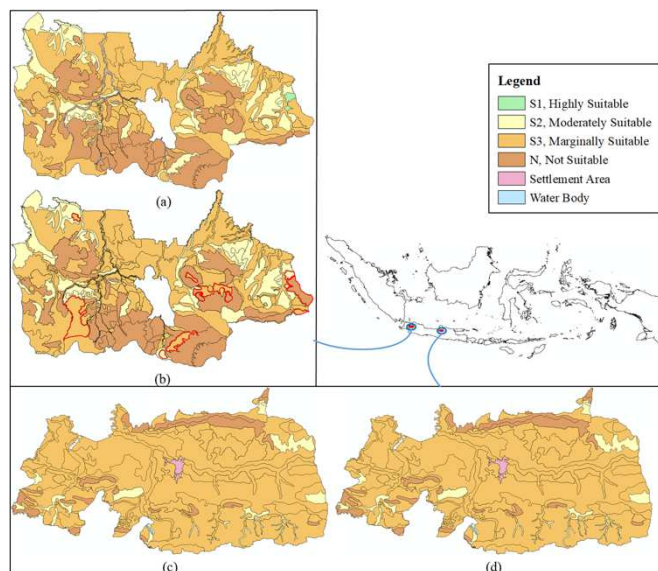 (a)
(b)
Legend
S1, Highly Suitable
S2, Moderately Suitable
S3, Marginally Suitable
N, Not Suitable
Settlement Area
Water Body
(c)
(d)